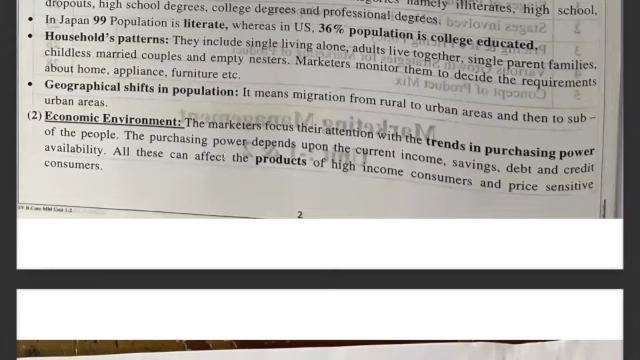 dropouts, high school degrees, college degrees and professional degrees. namely illiterates, high school,
• In Japan 99 Population is literate, whereas in US, 36% population is college educated,
• Household's patterns: They include single living alone, adults live together, single parent families,
childless married couples and empty nesters. Marketers monitor them to decide the requirements
about home, appliance, furniture etc.
• Geographical shifts in population: It means migration from rural to urban areas and then to sub –
urban areas.
(2) Economic Environment: The marketers focus their attention with the trends in purchasing power
of the people. The purchasing power depends upon the current income, savings, debt and credit
availability. All these can affect the products of high income consumers and price sensitive
consumers.
2